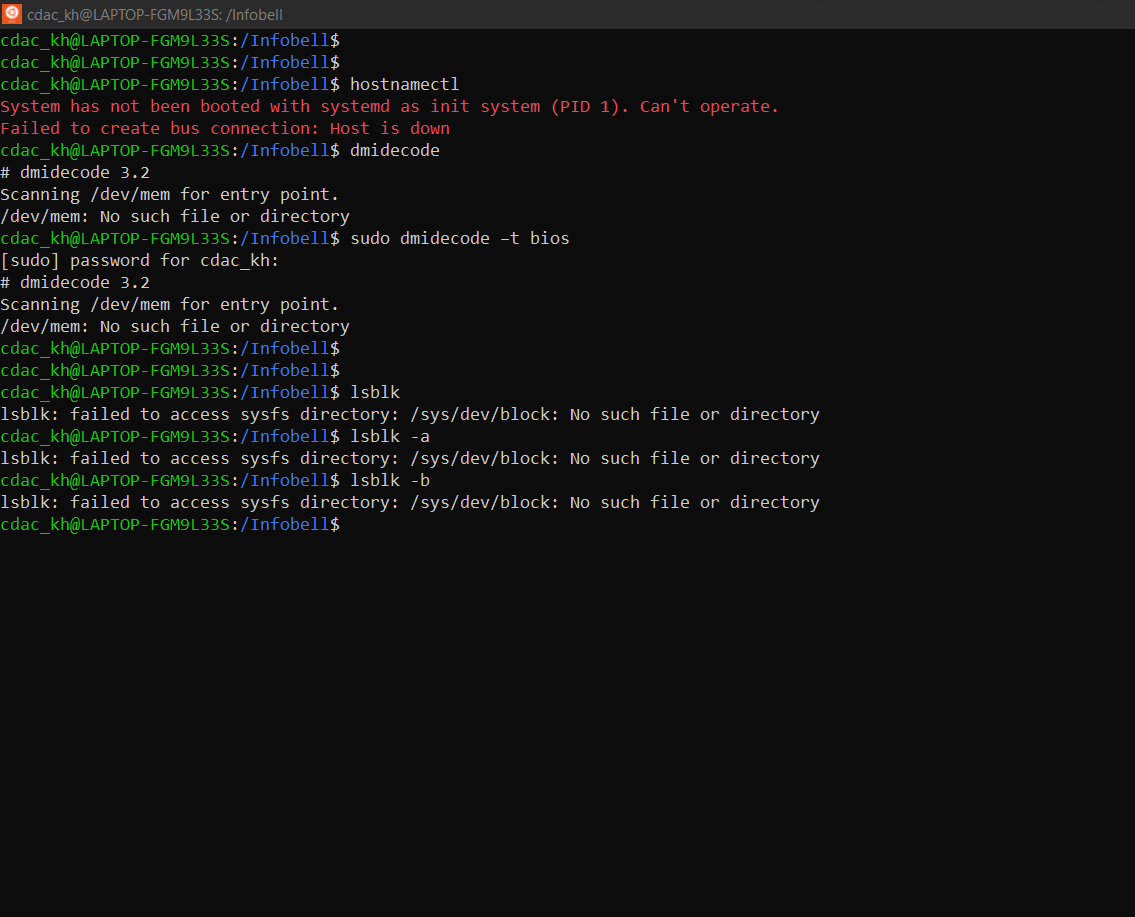 cdac_kh@LAPTOP-FGM9L33S: /Infobell
cdac_kh@LAPTOP-FGM9L33S:/Infobell$
cdac_kh@LAPTOP-FGM9L33S:/Infobell$
cdac_kh@LAPTOP-FGM9L33S:/Infobell$ hostnamectl
System has not been booted with systemd as init system (PID 1). Can't operate.
Failed to create bus connection: Host is down
cdac_kh@LAPTOP-FGM9L33S:/Infobell$ dmidecode
# dmidecode 3.2
Scanning /dev/mem for entry point.
/dev/mem: No such file or directory
cdac_kh@LAPTOP-FGM9L33S:/Infobell$ sudo dmidecode –t bios
[sudo] password for cdac_kh:
# dmidecode 3.2
Scanning /dev/mem for entry point.
/dev/mem: No such file or directory
cdac_kh@LAPTOP-FGM9L33S:/Infobell$
cdac_kh@LAPTOP-FGM9L33S:/Infobell$
cdac_kh@LAPTOP-FGM9L33S:/Infobell$ lsblk
lsblk: failed to access sysfs directory: /sys/dev/block: No such file or directory
cdac_kh@LAPTOP-FGM9L33S:/Infobell$ lsblk -a
lsblk: failed to access sysfs directory: /sys/dev/block: No such file or directory
cdac_kh@LAPTOP-FGM9L33S:/Infobell$ lsblk -b
lsblk: failed to access sysfs directory: /sys/dev/block: No such file or directory
cdac_kh@LAPTOP-FGM9L33S:/Infobell$